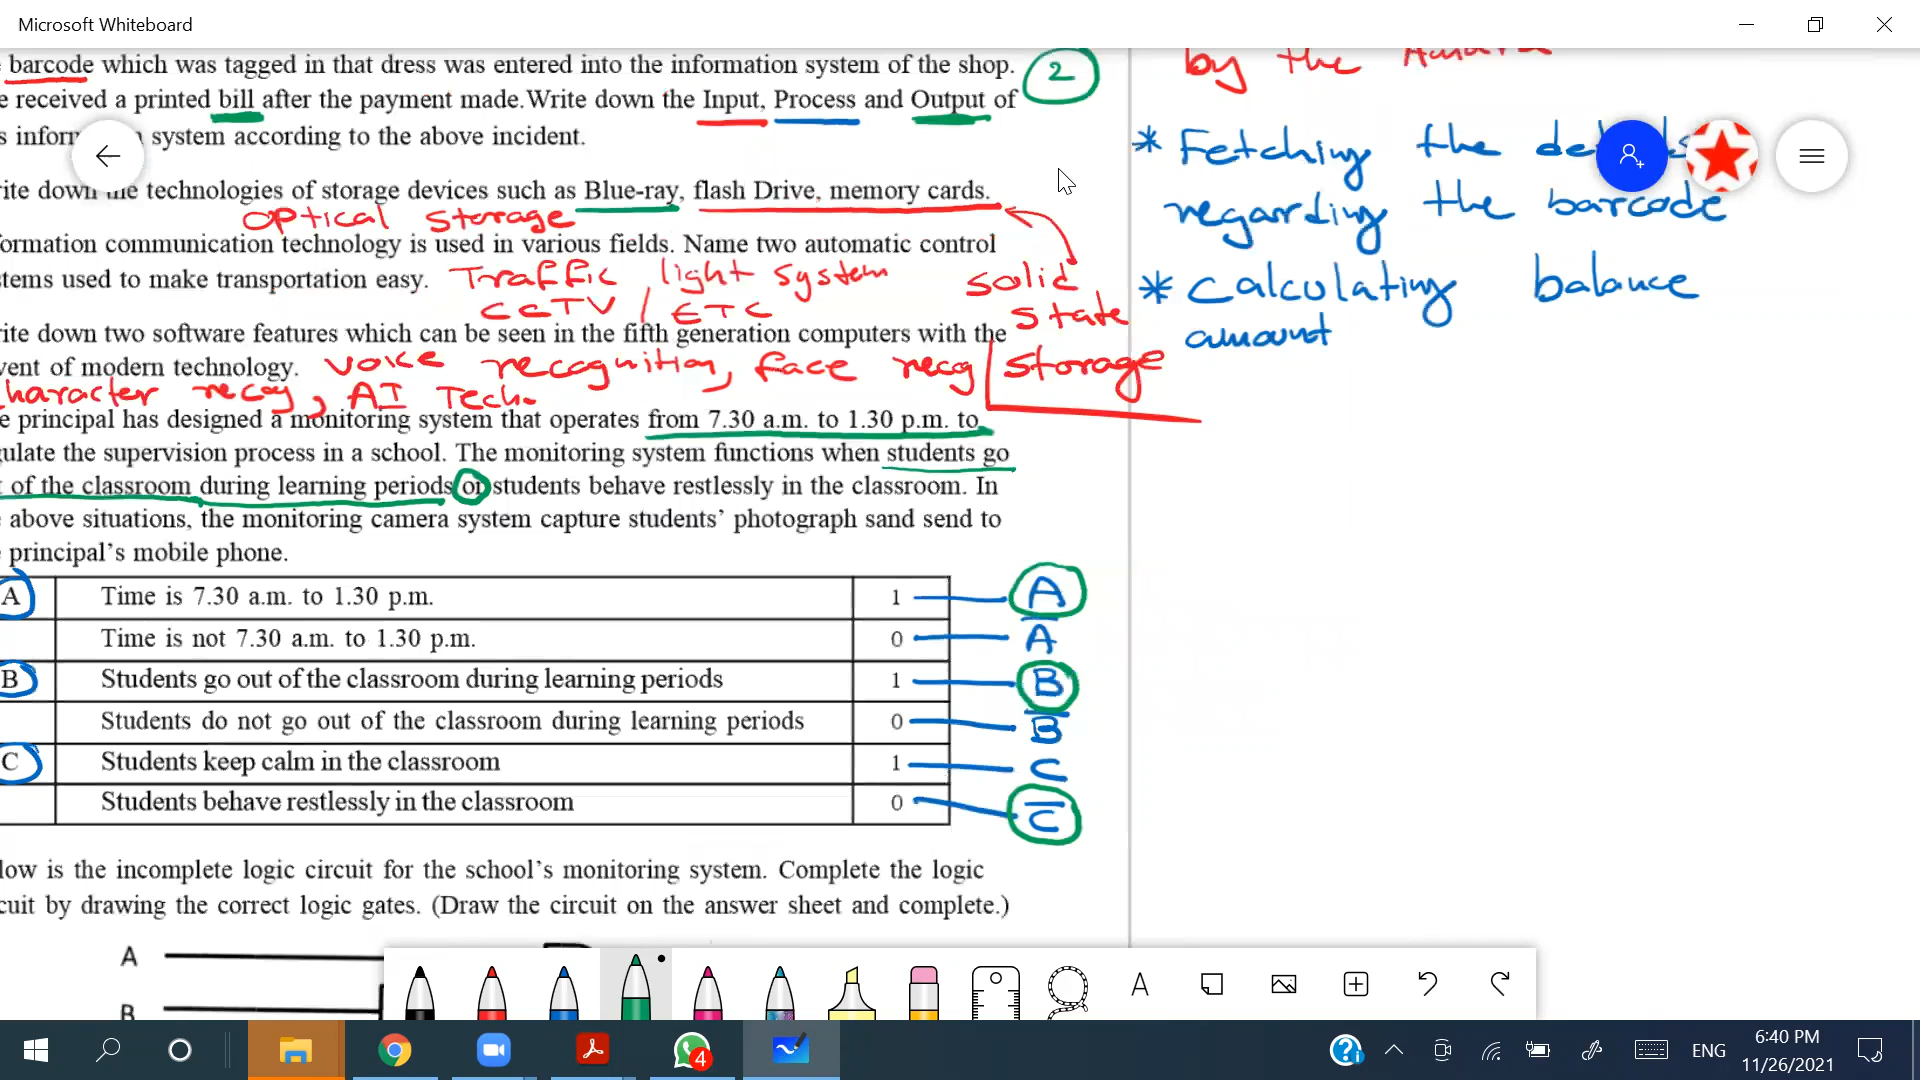 Microsoft Whiteboard
by the
barcode which was tagged in that dress was entered into the information system of the shop.
2
e received a printed bill after the payment made.Write down the Input, Process and Output of
s system according to the above incident.
* Fetching the
regarding the barcode
* Calculating balance
amount
rite down the technologies of storage devices such as Blue-ray, flash Drive, memory cards.
optical storage
solid state storage
formation communication technology is used in various fields. Name two automatic control
tems used to make transportation easy. Traffic light system
CCTV / ETC
rite down two software features which can be seen in the fifth generation computers with the
vent of modern technology. voice recognition, face recg
haracter recog, AI Tech
e principal has designed a monitoring system that operates from 7.30 a.m. to 1.30 p.m. to
gulate the supervision process in a school. The monitoring system functions when students go
t of the classroom during learning periods or students behave restlessly in the classroom. In
e above situations, the monitoring camera system capture students’ photograph sand send to
e principal’s mobile phone.
A Time is 7.30 a.m. to 1.30 p.m. 1 A
Time is not 7.30 a.m. to 1.30 p.m. 0 A̅
B Students go out of the classroom during learning periods 1 B
Students do not go out of the classroom during learning periods 0 B̅
C Students keep calm in the classroom 1 C
Students behave restlessly in the classroom 0 C̅
low is the incomplete logic circuit for the school’s monitoring system. Complete the logic
cuit by drawing the correct logic gates. (Draw the circuit on the answer sheet and complete.)
A
B
4
ENG
6:40 PM
11/26/2021